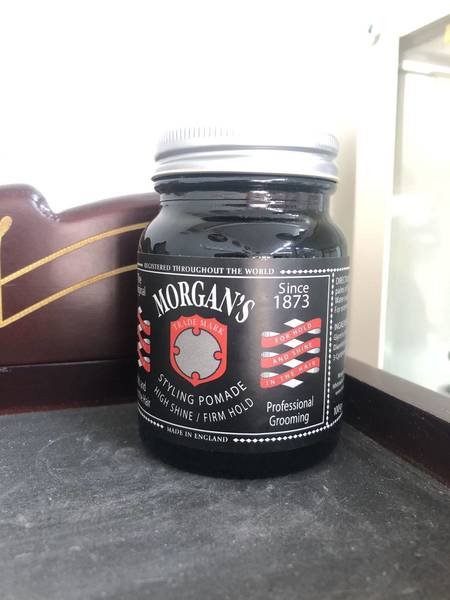 REGISTERED THROUGHOUT THE WORLD
MORGAN'S
TRADE MARK
STYLING POMADE
HIGH SHINE / FIRM HOLD
MADE IN ENGLAND
Since
1873
FOR HOLD
AND SHINE
IN THE HAIR
Professional
Grooming